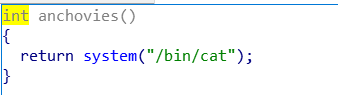 int anchovies()
{
  return system("/bin/cat");
}